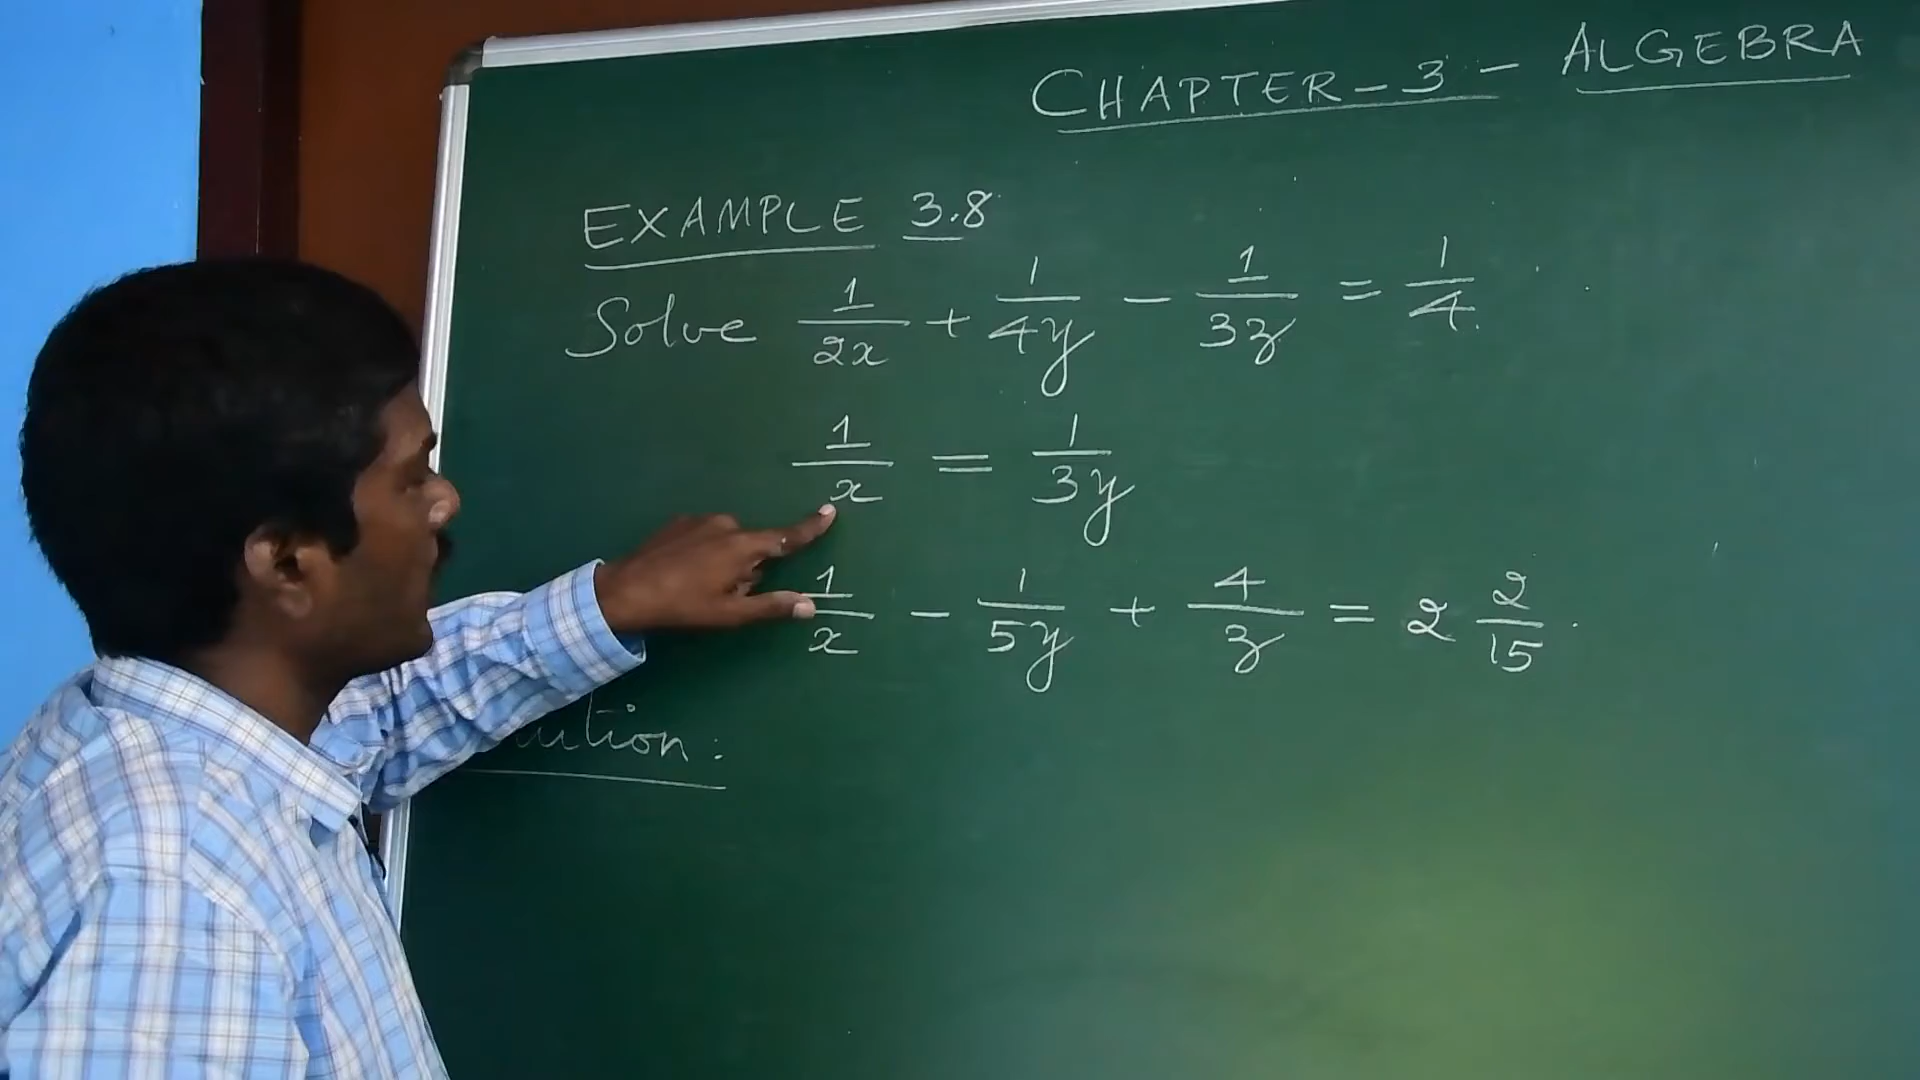 CHAPTER - 3 - ALGEBRA
EXAMPLE 3.8
Solve 1/2x + 1/4y - 1/3z = 1/4.
1/x = 1/3y
1/x - 1/5y + 4/z = 2 2/15.
ution: